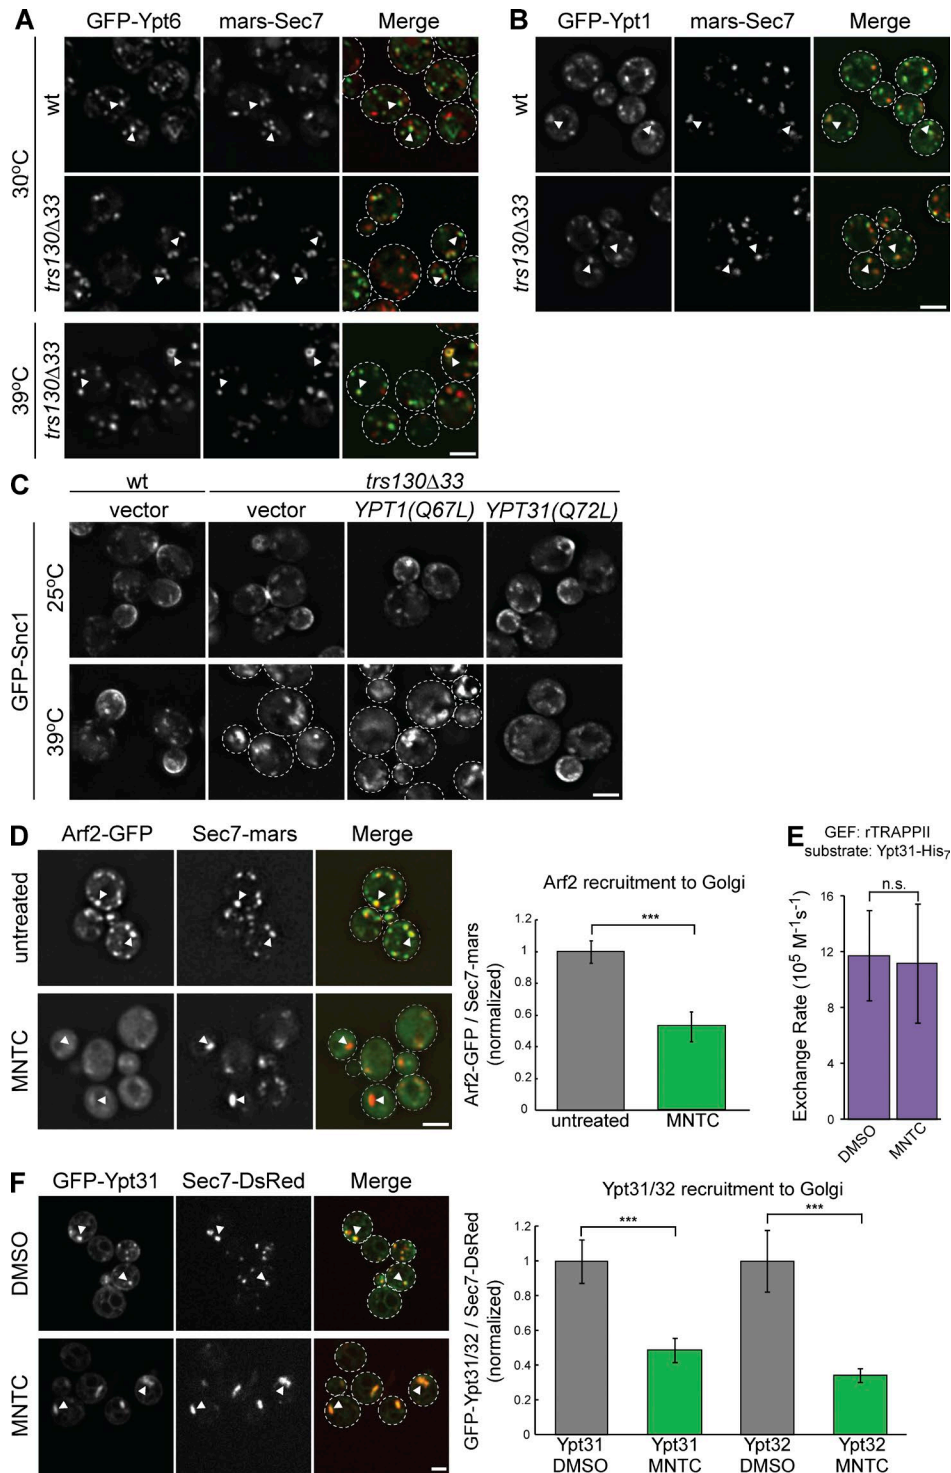 A
GFP-Ypt6
mars-Sec7
Merge
30°C
wt
trs130Δ33
39°C
trs130Δ33
B
GFP-Ypt1
mars-Sec7
Merge
wt
trs130Δ33
C
wt
trs130Δ33
vector
vector
YPT1(Q67L)
YPT31(Q72L)
GFP-Snc1
25°C
39°C
D
Arf2-GFP
Sec7-mars
Merge
untreated
MNTC
Arf2 recruitment to Golgi
Arf2-GFP / Sec7-mars
(normalized)
1.2
1
0.8
0.6
0.4
0.2
0
***
untreated
MNTC
E
GEF: rTRAPPII
substrate: Ypt31-His7
n.s.
Exchange Rate (10⁵ M⁻¹s⁻¹)
16
12
8
4
0
DMSO
MNTC
F
GFP-Ypt31
Sec7-DsRed
Merge
DMSO
MNTC
Ypt31/32 recruitment to Golgi
GFP-Ypt31/32 / Sec7-DsRed
(normalized)
1.2
1
0.8
0.6
0.4
0.2
0
***
***
Ypt31
DMSO
Ypt31
MNTC
Ypt32
DMSO
Ypt32
MNTC